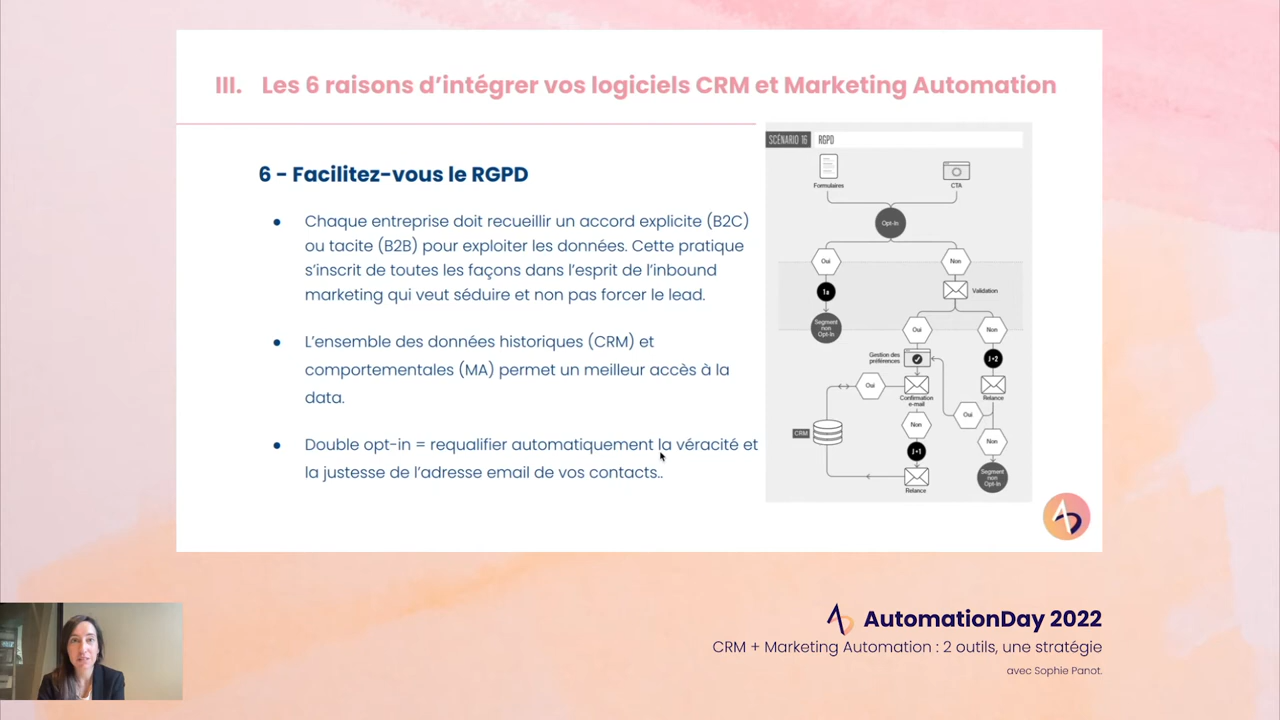 III. Les 6 raisons d'intégrer vos logiciels CRM et Marketing Automation
6 - Facilitez-vous le RGPD
● Chaque entreprise doit recueillir un accord explicite (B2C)
ou tacite (B2B) pour exploiter les données. Cette pratique
s'inscrit de toutes les façons dans l'esprit de l'inbound
marketing qui veut séduire et non pas forcer le lead.
● L'ensemble des données historiques (CRM) et
comportementales (MA) permet un meilleur accès à la
data.
● Double opt-in = requalifier automatiquement la véracité et
la justesse de l'adresse email de vos contacts..
SCÉNARIO 16 RGPD
Formulaires
CTA
Opt-In
Oui
Non
Validation
Segment
non
Opt-In
Oui
Non
Gestion des
préférences
J+2
Oui
Confirmation
e-mail
Relance
Oui
Non
Non
CRM
J+1
Relance
Segment
non
Opt-In
AutomationDay 2022
CRM + Marketing Automation : 2 outils, une stratégie
avec Sophie Panot.